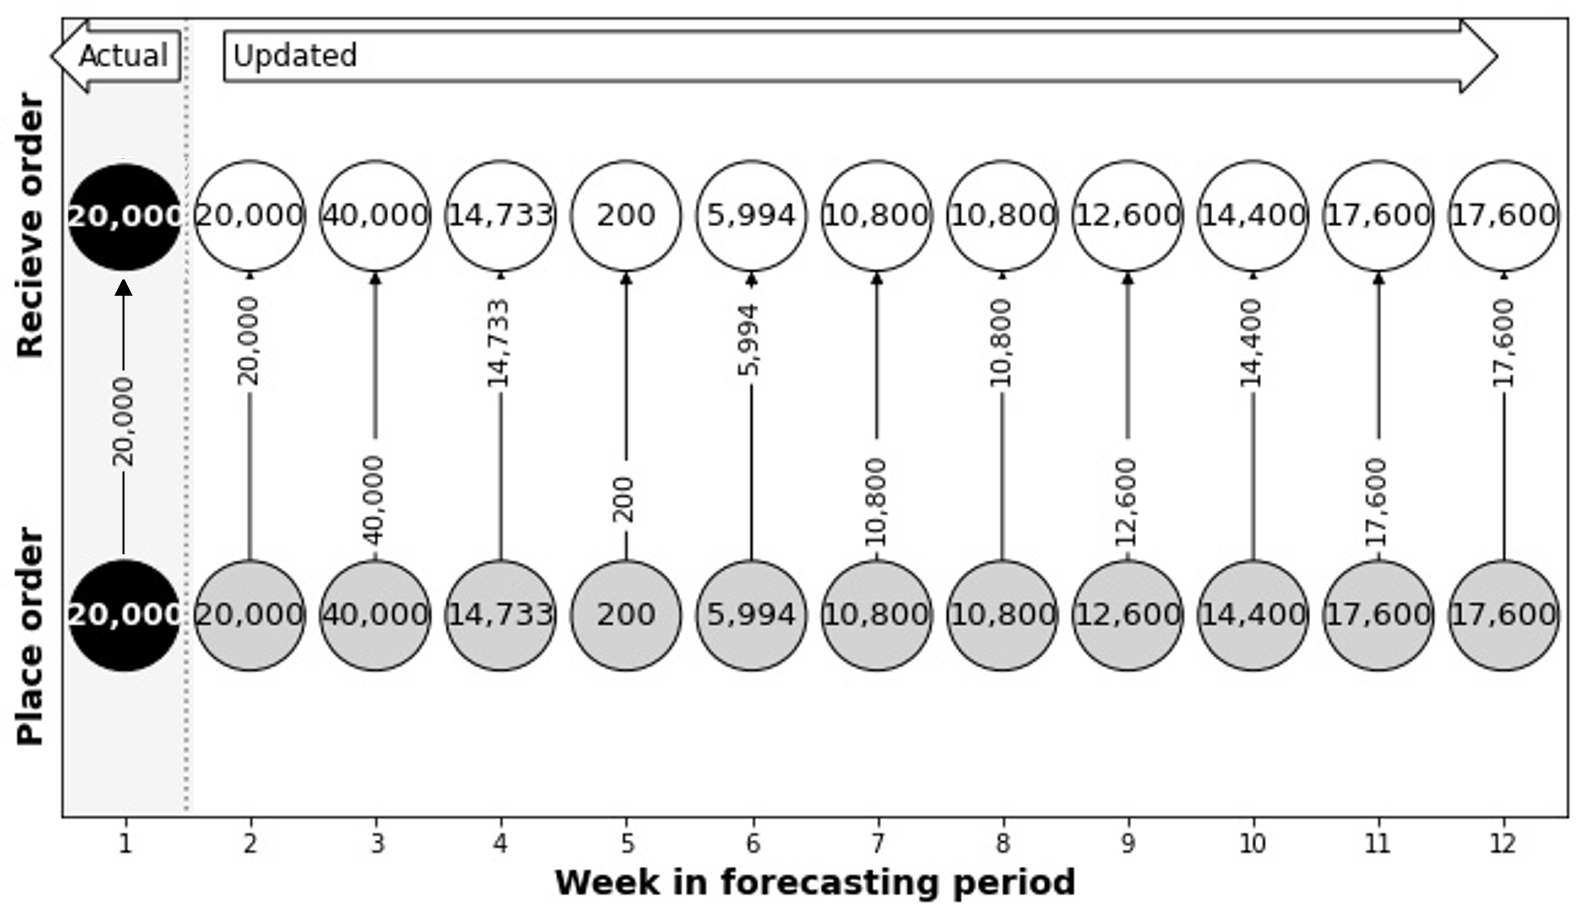 Actual
Updated
Recieve order
20,000 20,000 40,000 14,733 200 5,994 10,800 10,800 12,600 14,400 17,600 17,600
20,000 20,000 40,000 14,733 200 5,994 10,800 10,800 12,600 14,400 17,600 17,600
Place order
20,000 20,000 40,000 14,733 200 5,994 10,800 10,800 12,600 14,400 17,600 17,600
1 2 3 4 5 6 7 8 9 10 11 12
Week in forecasting period